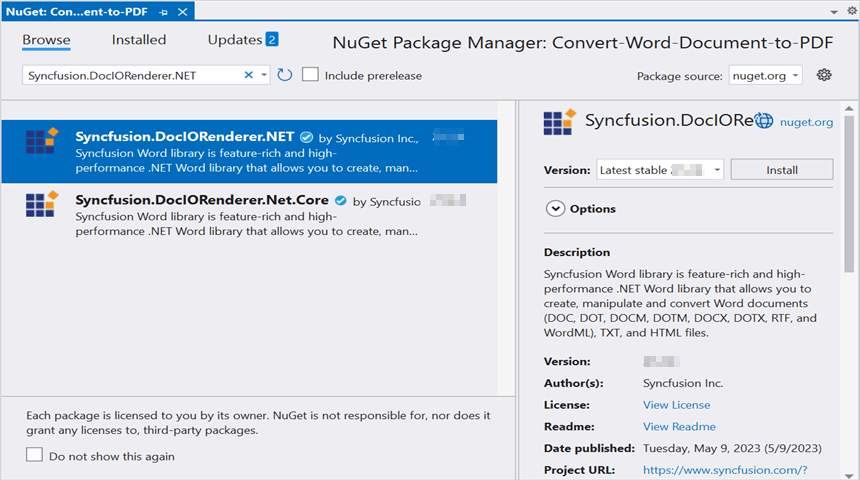 NuGet: Con...ent-to-PDF
Browse Installed Updates 2
NuGet Package Manager: Convert-Word-Document-to-PDF
Syncfusion.DocIORenderer.NET
Include prerelease
Package source: nuget.org
Syncfusion.DocIORenderer.NET by Syncfusion Inc.,
Syncfusion Word library is feature-rich and high-
performance .NET Word library that allows you to create, man...
Syncfusion.DocIORenderer.Net.Core by Syncfusio
Syncfusion Word library is feature-rich and high-
performance .NET Word library that allows you to create, man...
Each package is licensed to you by its owner. NuGet is not responsible for, nor does it
grant any licenses to, third-party packages.
Do not show this again
Syncfusion.DocIORe nuget.org
Version: Latest stable Install
Options
Description
Syncfusion Word library is feature-rich and high-
performance .NET Word library that allows you to
create, manipulate and convert Word documents
(DOC, DOT, DOCM, DOTM, DOCX, DOTX, RTF, and
WordML), TXT, and HTML files.
Version:
Author(s): Syncfusion Inc.
License: View License
Readme: View Readme
Date published: Tuesday, May 9, 2023 (5/9/2023)
Project URL: https://www.syncfusion.com/?